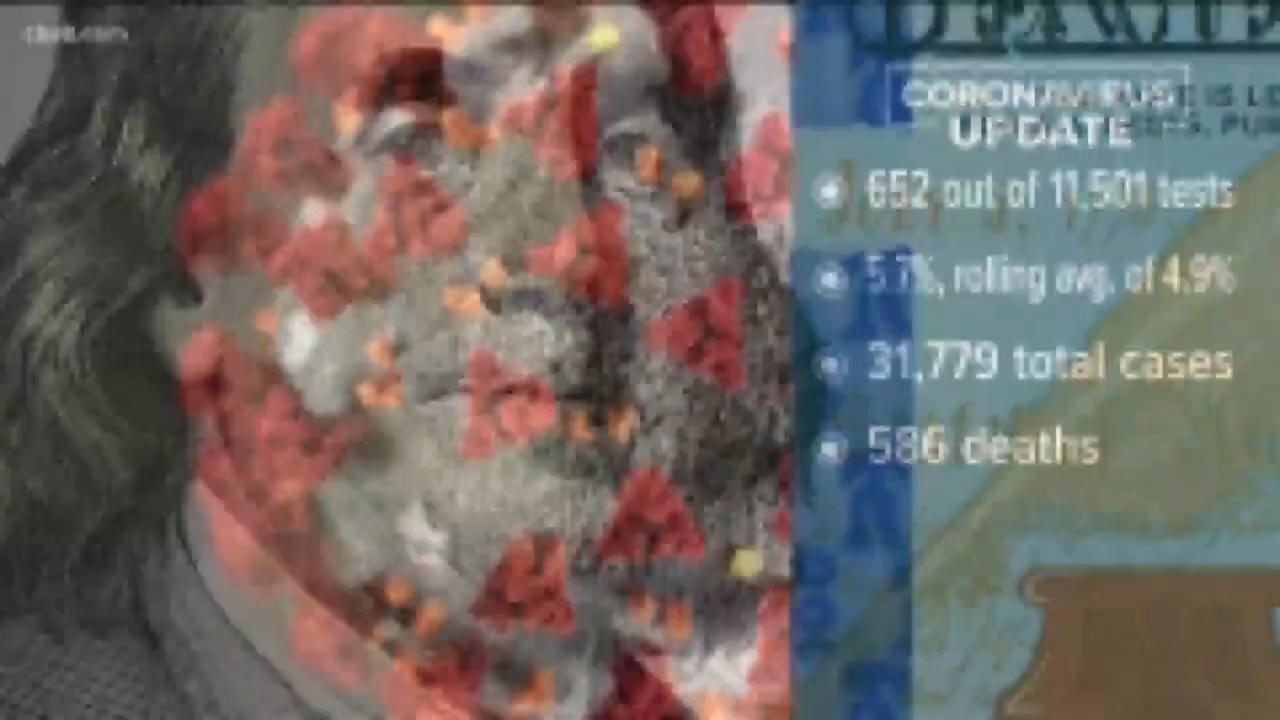 CORONAVIRUS
UPDATE
652 out of 11,501 tests
5.7%, rolling avg. of 4.9%
31,779 total cases
586 deaths